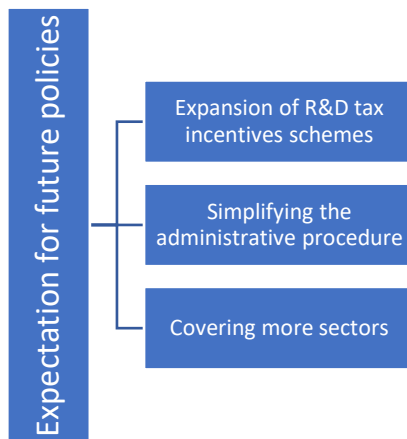 Expectation for future policies
Expansion of R&D tax
incentives schemes
Simplifying the
administrative procedure
Covering more sectors